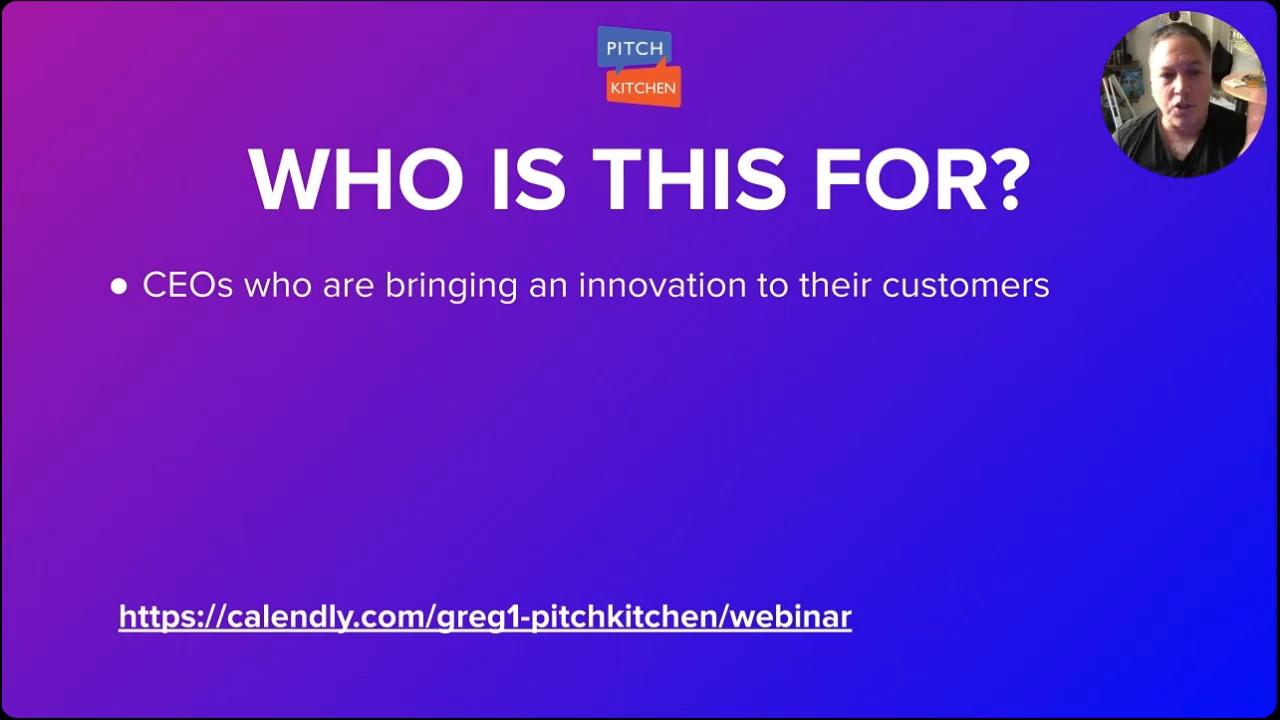 PITCH
KITCHEN
WHO IS THIS FOR?
• CEOs who are bringing an innovation to their customers
https://calendly.com/greg1-pitchkitchen/webinar